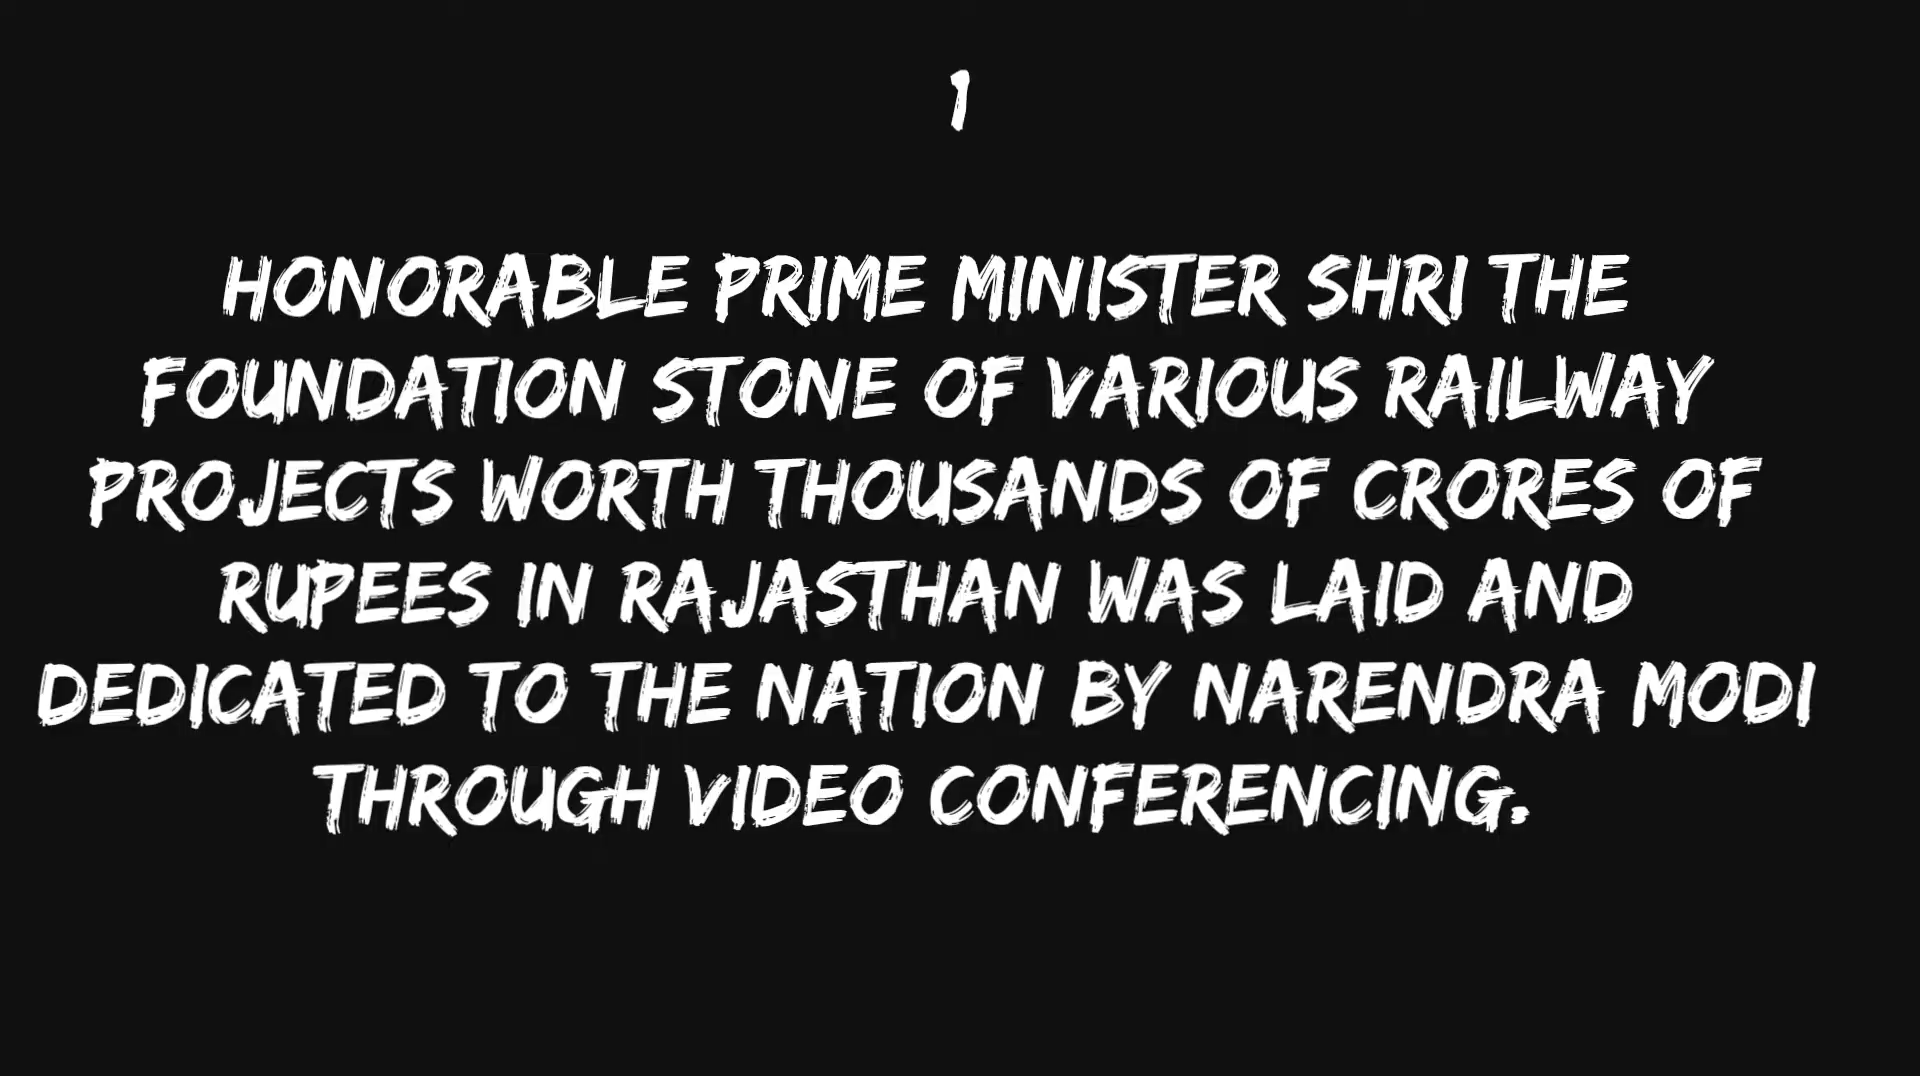 1
HONORABLE PRIME MINISTER SHRI THE
FOUNDATION STONE OF VARIOUS RAILWAY
PROJECTS WORTH THOUSANDS OF CRORES OF
RUPEES IN RAJASTHAN WAS LAID AND
DEDICATED TO THE NATION BY NARENDRA MODI
THROUGH VIDEO CONFERENCING.